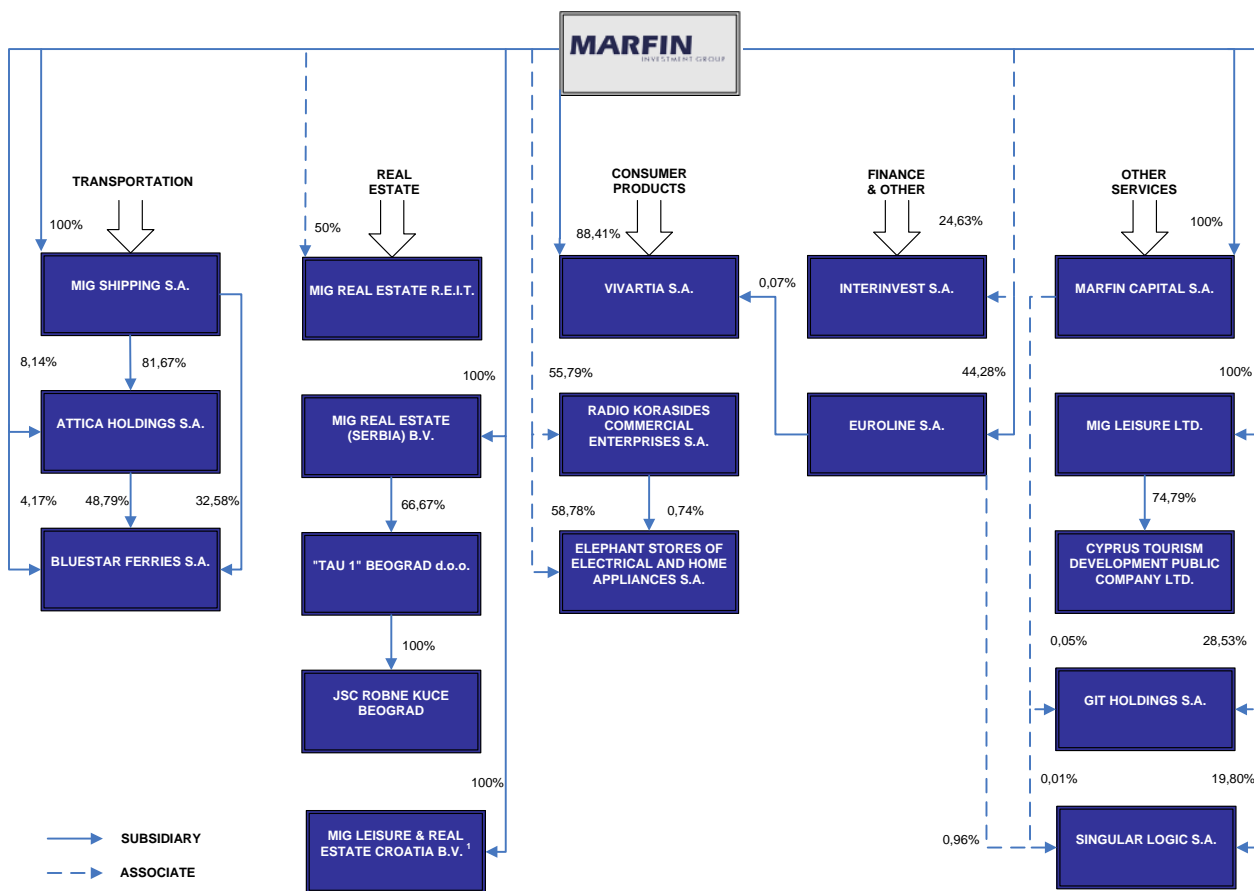 MARFIN
INVESTMENT GROUP
TRANSPORTATION
REAL
ESTATE
CONSUMER
PRODUCTS
FINANCE
& OTHER
OTHER
SERVICES
100%
50%
88,41%
24,63%
100%
MIG SHIPPING S.A.
MIG REAL ESTATE R.E.I.T.
VIVARTIA S.A.
0,07%
INTERINVEST S.A.
MARFIN CAPITAL S.A.
8,14%
81,67%
100%
55,79%
44,28%
100%
ATTICA HOLDINGS S.A.
MIG REAL ESTATE
(SERBIA) B.V.
RADIO KORASIDES
COMMERCIAL
ENTERPRISES S.A.
EUROLINE S.A.
MIG LEISURE LTD.
4,17%
48,79%
32,58%
66,67%
58,78%
0,74%
74,79%
BLUESTAR FERRIES S.A.
"TAU 1" BEOGRAD d.o.o.
ELEPHANT STORES OF
ELECTRICAL AND HOME
APPLIANCES S.A.
CYPRUS TOURISM
DEVELOPMENT PUBLIC
COMPANY LTD.
100%
0,05%
28,53%
JSC ROBNE KUCE
BEOGRAD
GIT HOLDINGS S.A.
100%
0,01%
19,80%
MIG LEISURE & REAL
ESTATE CROATIA B.V. 1
0,96%
SINGULAR LOGIC S.A.
SUBSIDIARY
ASSOCIATE